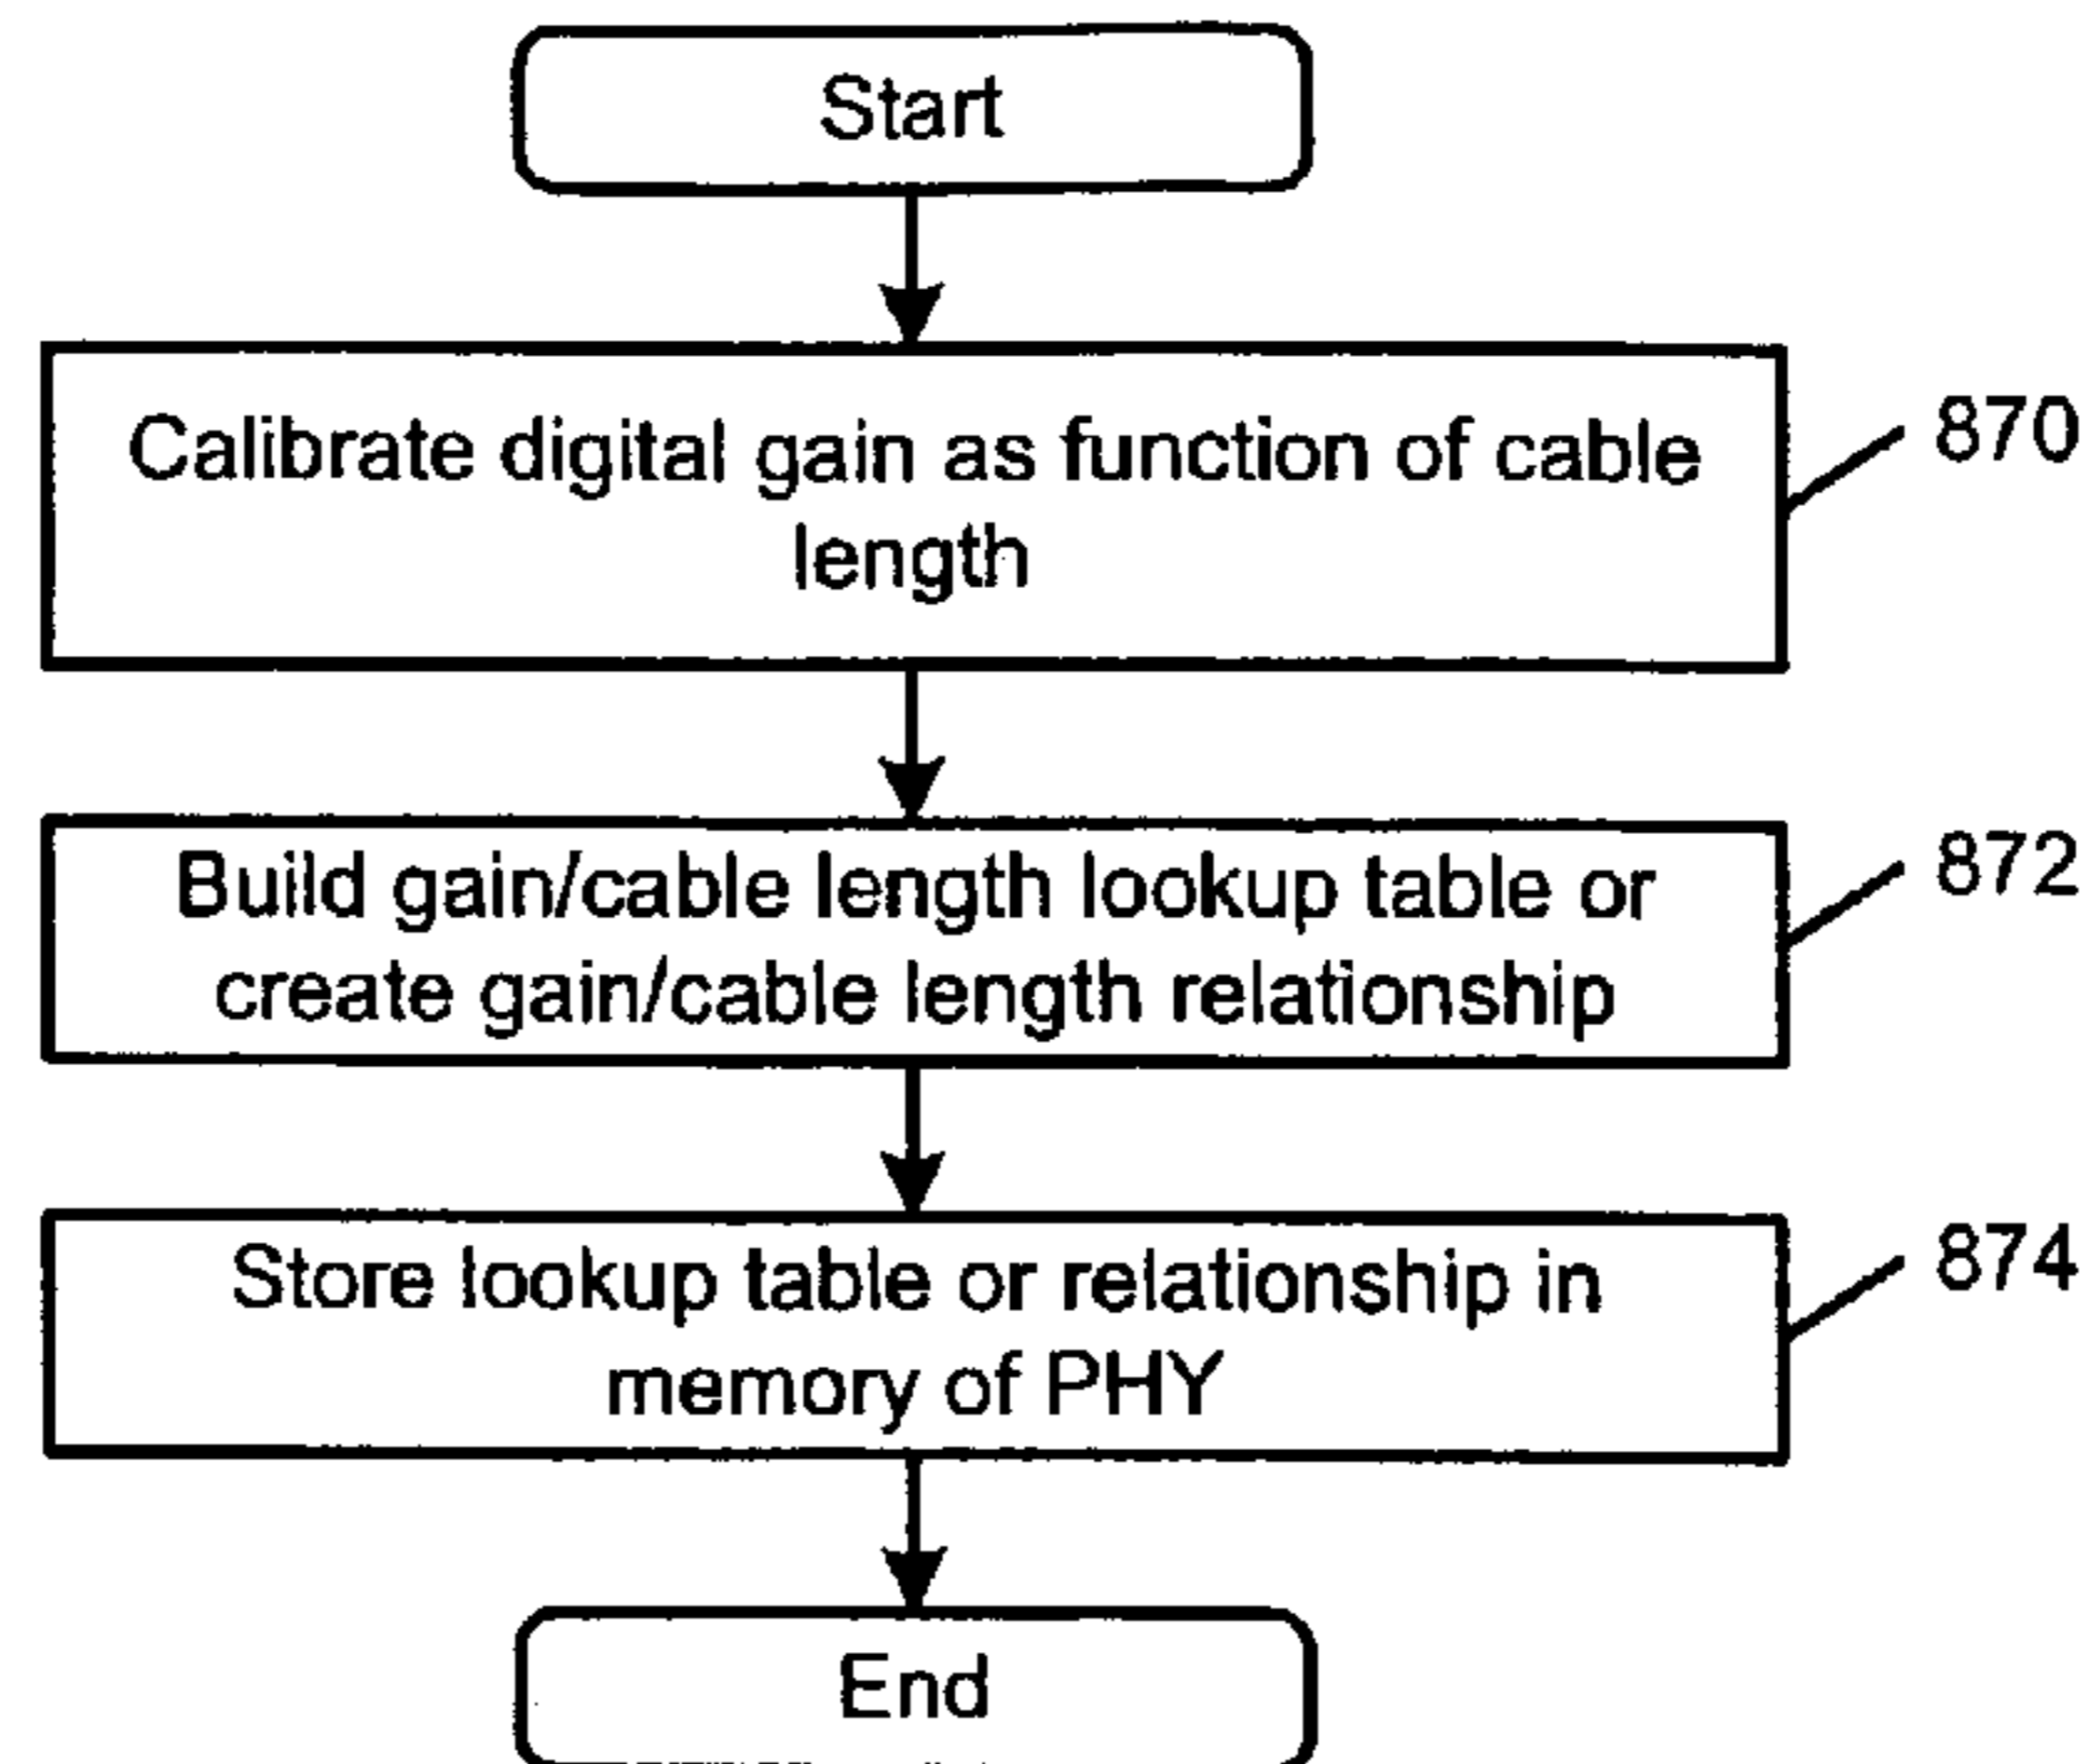 Start
Calibrate digital gain as function of cable
length
870
Build gain/cable length lookup table or
create gain/cable length relationship
872
Store lookup table or relationship in
memory of PHY
874
End